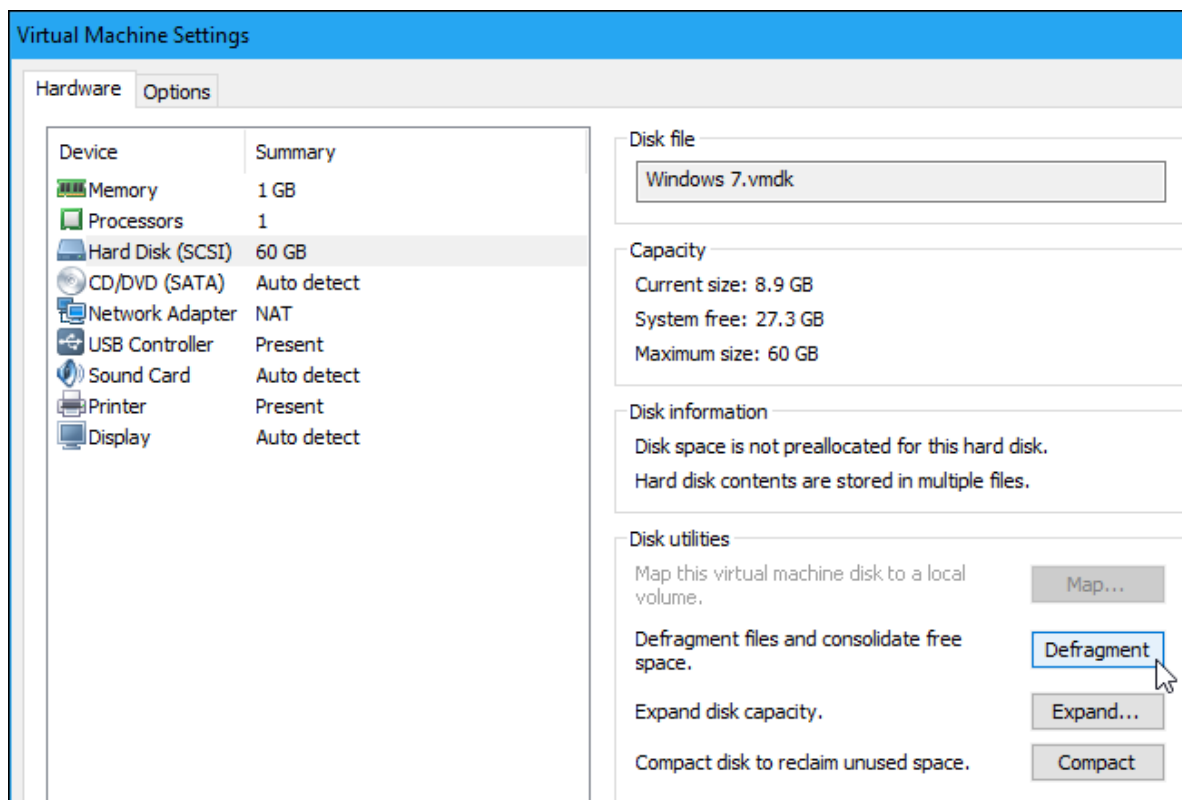 Virtual Machine Settings
Hardware
Options
Device Summary
Memory 1 GB
Processors 1
Hard Disk (SCSI) 60 GB
CD/DVD (SATA) Auto detect
Network Adapter NAT
USB Controller Present
Sound Card Auto detect
Printer Present
Display Auto detect
Disk file
Windows 7.vmdk
Capacity
Current size: 8.9 GB
System free: 27.3 GB
Maximum size: 60 GB
Disk information
Disk space is not preallocated for this hard disk.
Hard disk contents are stored in multiple files.
Disk utilities
Map this virtual machine disk to a local
volume.
Map...
Defragment files and consolidate free
space.
Defragment
Expand disk capacity.
Expand...
Compact disk to reclaim unused space.
Compact